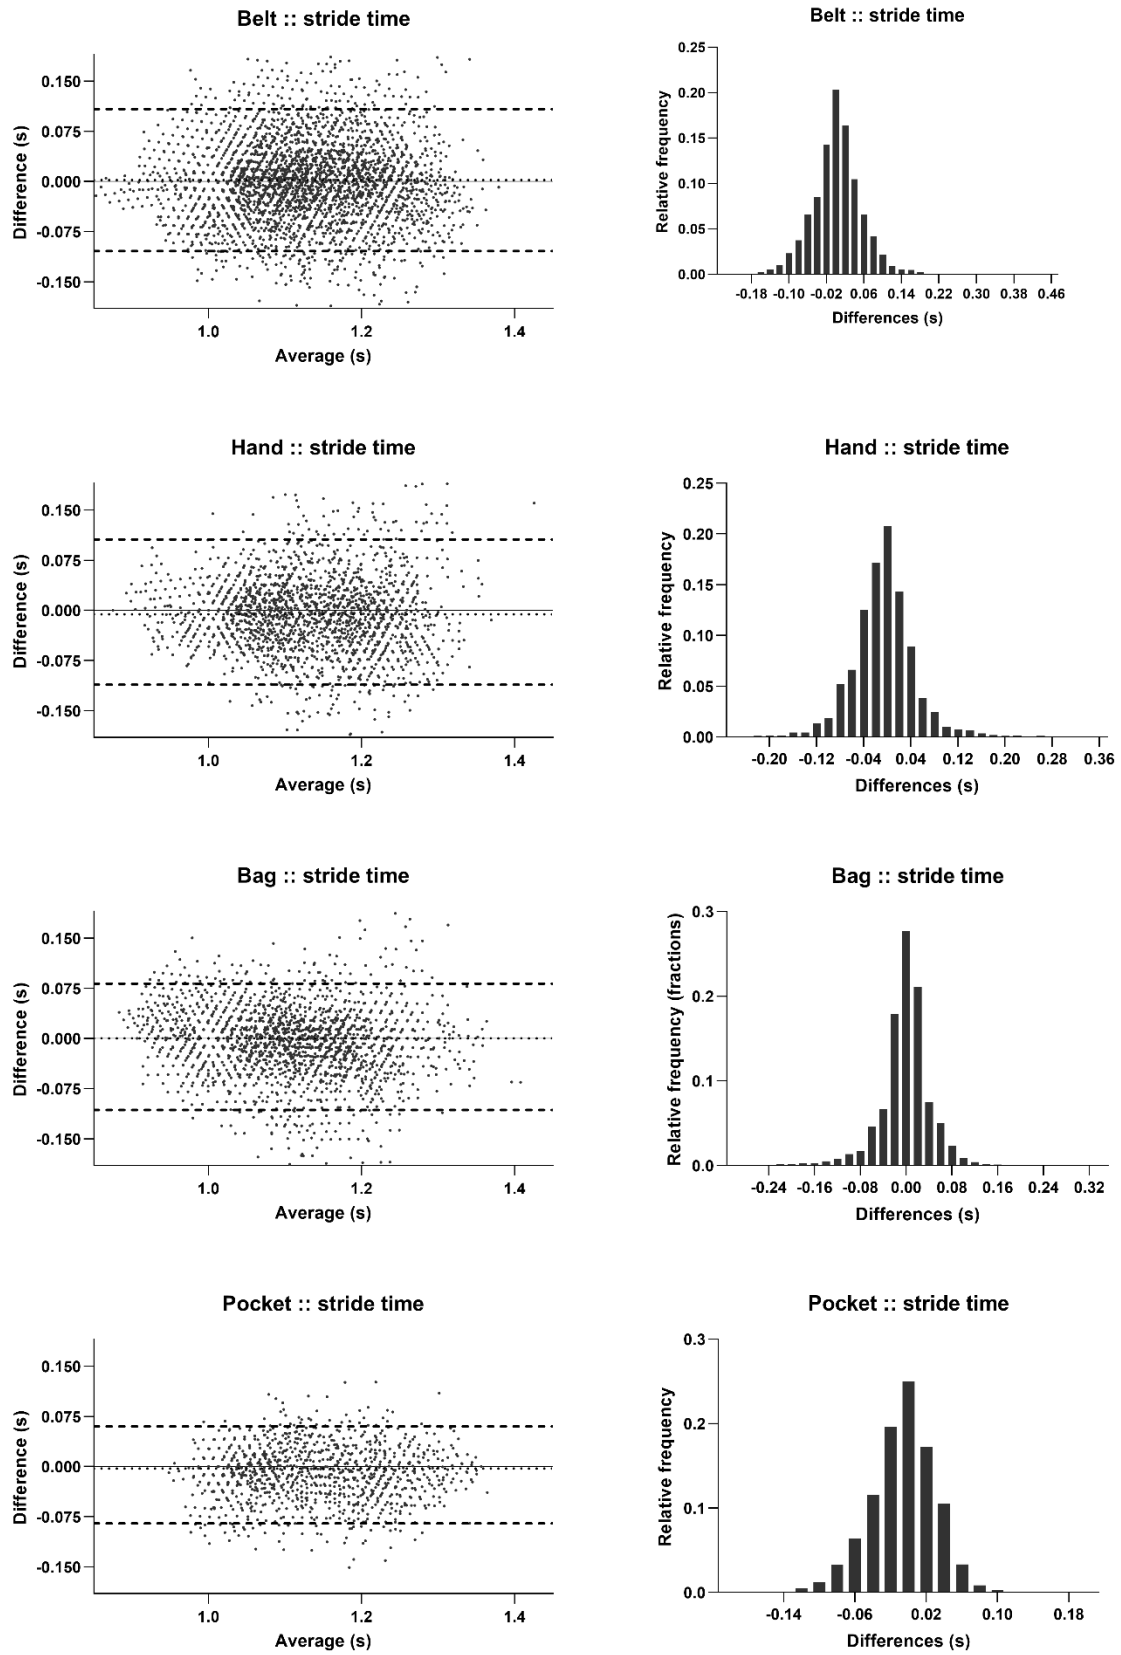 Belt :: stride time
0.150
0.075
0.000
-0.075
-0.150
Difference (s)
1.0 1.2 1.4
Average (s)
Belt :: stride time
0.25
0.20
0.15
0.10
0.05
0.00
Relative frequency
-0.18 -0.10 -0.02 0.06 0.14 0.22 0.30 0.38 0.46
Differences (s)
Hand :: stride time
0.150
0.075
0.000
-0.075
-0.150
Difference (s)
1.0 1.2 1.4
Average (s)
Hand :: stride time
0.25
0.20
0.15
0.10
0.05
0.00
Relative frequency
-0.20 -0.12 -0.04 0.04 0.12 0.20 0.28 0.36
Differences (s)
Bag :: stride time
0.150
0.075
0.000
-0.075
-0.150
Difference (s)
1.0 1.2 1.4
Average (s)
Bag :: stride time
0.3
0.2
0.1
0.0
Relative frequency (fractions)
-0.24 -0.16 -0.08 0.00 0.08 0.16 0.24 0.32
Differences (s)
Pocket :: stride time
0.150
0.075
0.000
-0.075
-0.150
Difference (s)
1.0 1.2 1.4
Average (s)
Pocket :: stride time
0.3
0.2
0.1
0.0
Relative frequency
-0.14 -0.06 0.02 0.10 0.18
Differences (s)